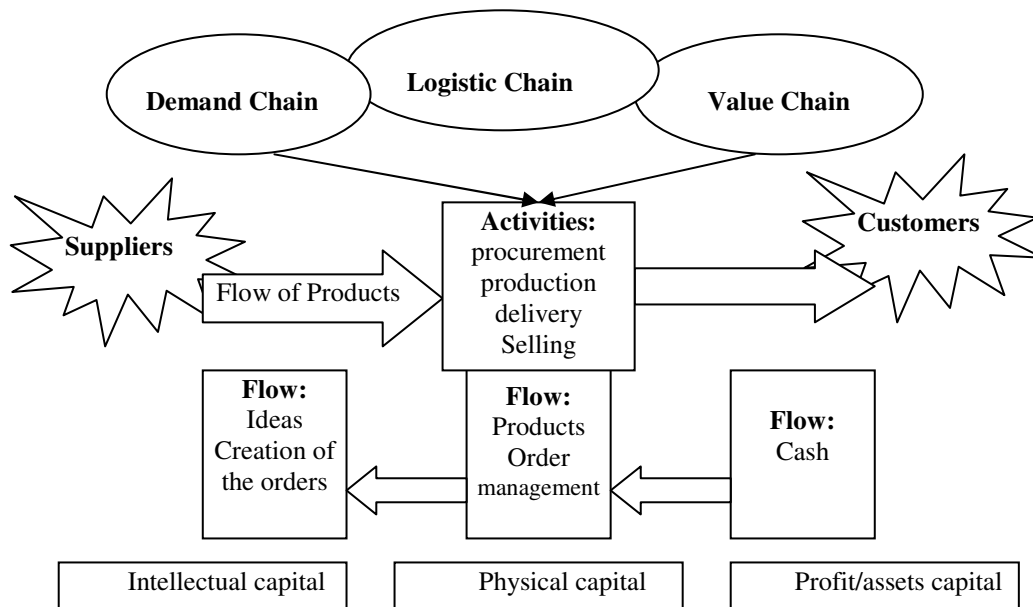 Demand Chain
Logistic Chain
Value Chain
Suppliers
Activities:
procurement
production
delivery
Selling
Customers
Flow of Products
Flow:
Ideas
Creation of
the orders
Flow:
Products
Order
management
Flow:
Cash
Intellectual capital
Physical capital
Profit/assets capital